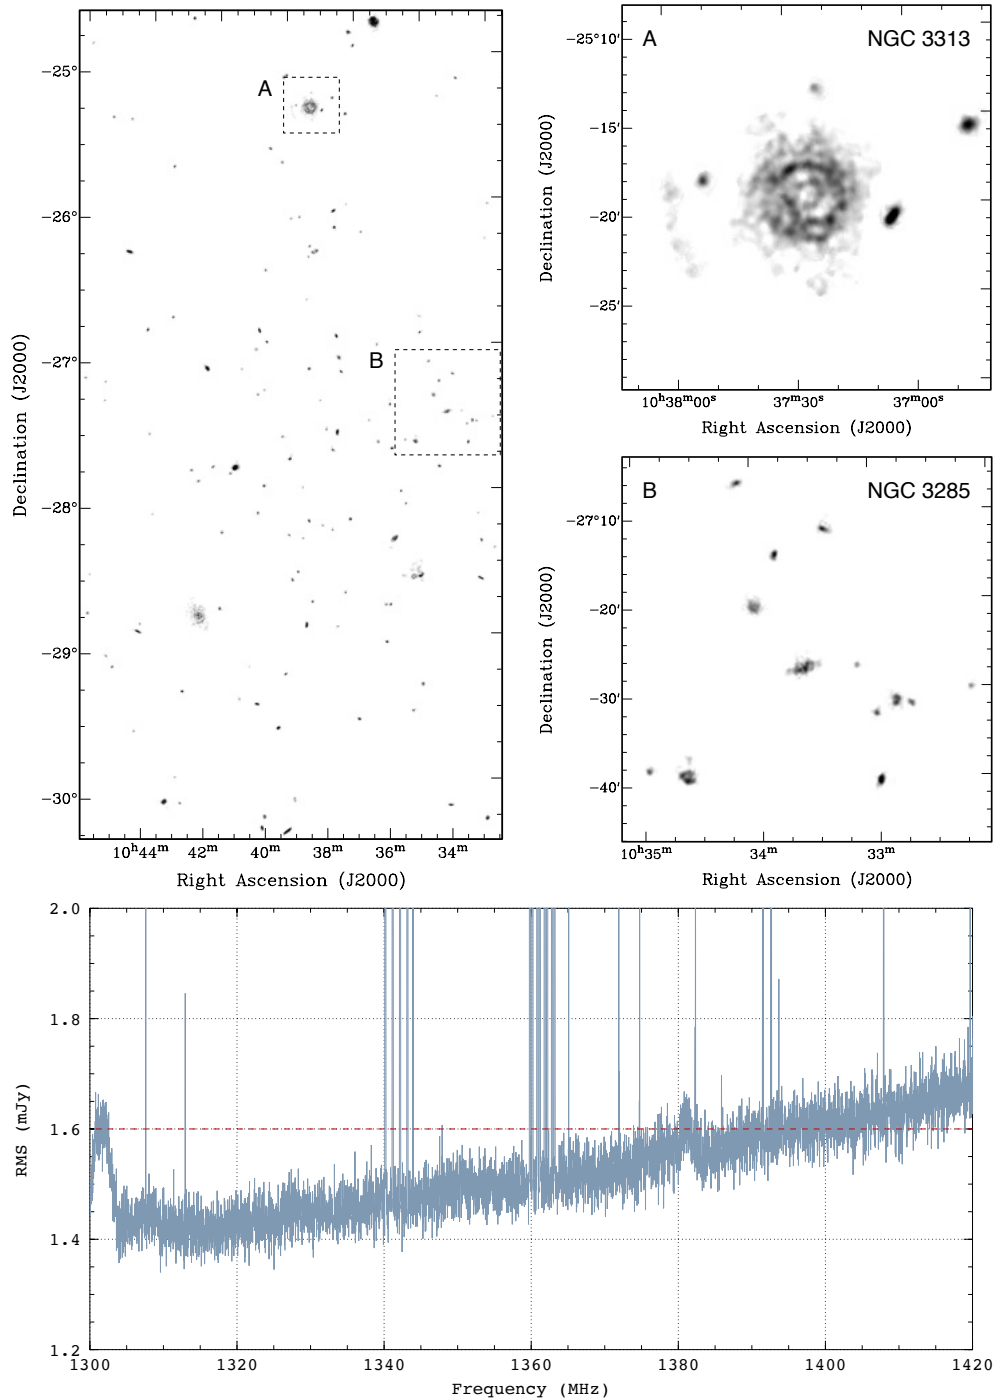 A
B
−25°
−26°
−27°
−28°
−29°
−30°
Declination (J2000)
10ʰ44ᵐ 42ᵐ 40ᵐ 38ᵐ 36ᵐ 34ᵐ
Right Ascension (J2000)
A NGC 3313
−25°10′
−15′
−20′
−25′
Declination (J2000)
10ʰ38ᵐ00ˢ 37ᵐ30ˢ 37ᵐ00ˢ
Right Ascension (J2000)
B NGC 3285
−27°10′
−20′
−30′
−40′
Declination (J2000)
10ʰ35ᵐ 34ᵐ 33ᵐ
Right Ascension (J2000)
2.0
1.8
1.6
1.4
1.2
RMS (mJy)
1300 1320 1340 1360 1380 1400 1420
Frequency (MHz)